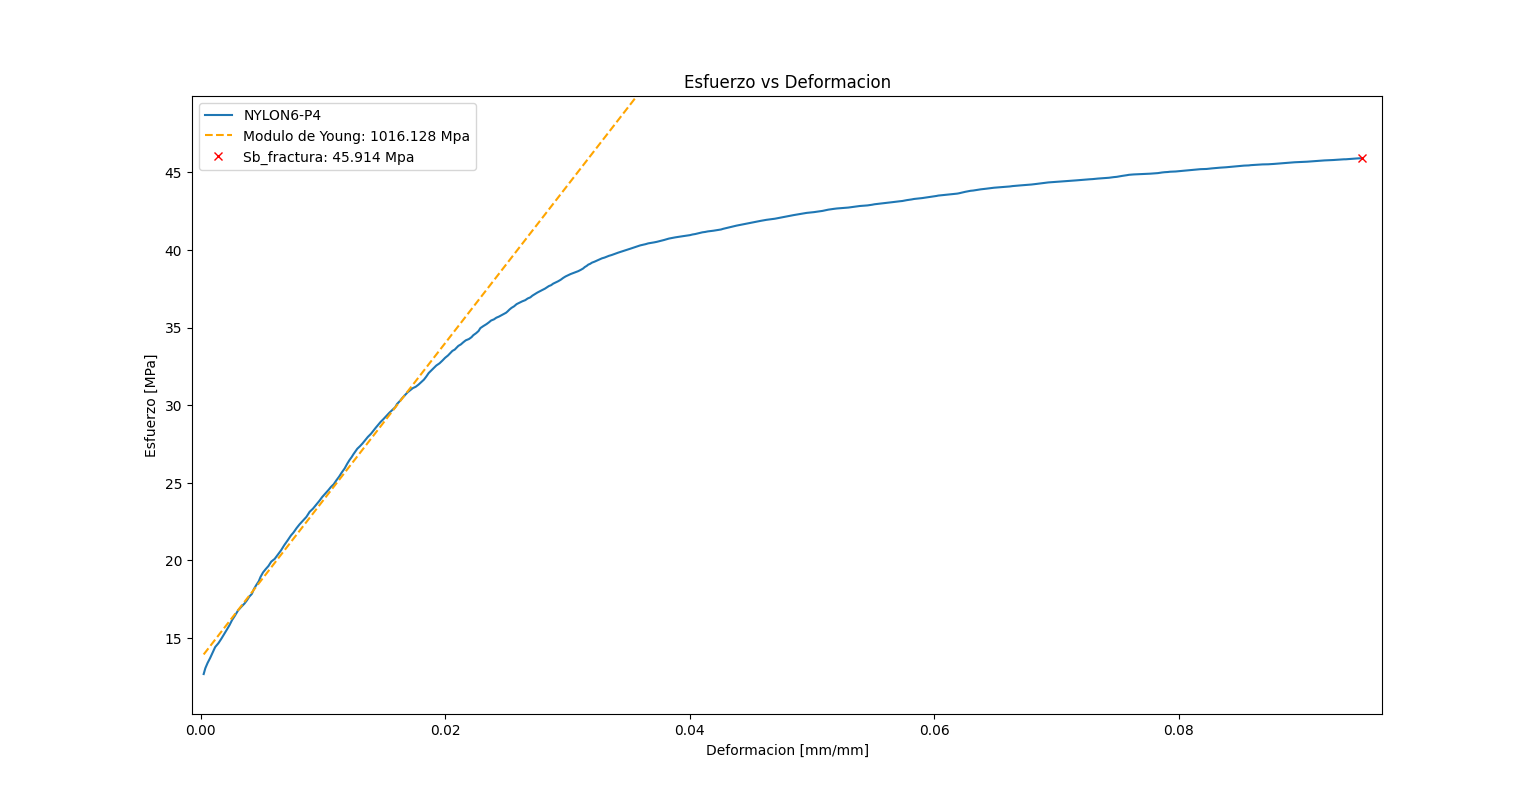 Esfuerzo vs Deformacion
NYLON6-P4
Modulo de Young: 1016.128 Mpa
Sb_fractura: 45.914 Mpa
45
40
35
30
25
20
15
Esfuerzo [MPa]
0.00 0.02 0.04 0.06 0.08
Deformacion [mm/mm]